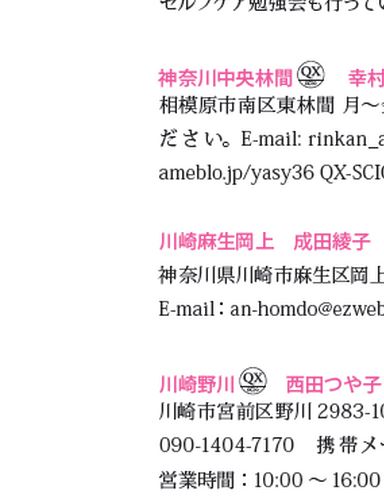 セルフケア勉強会も行ってい
神奈川中央林間 QX 幸村
相模原市南区東林間 月〜
ださい。E-mail: rinkan_a
ameblo.jp/yasy36 QX-SCI
川崎麻生岡上 成田綾子
神奈川県川崎市麻生区岡上
E-mail：an-homdo@ezweb
川崎野川 QX 西田つや子
川崎市宮前区野川 2983-10
090-1404-7170 携帯メー
営業時間：10:00 〜 16:00